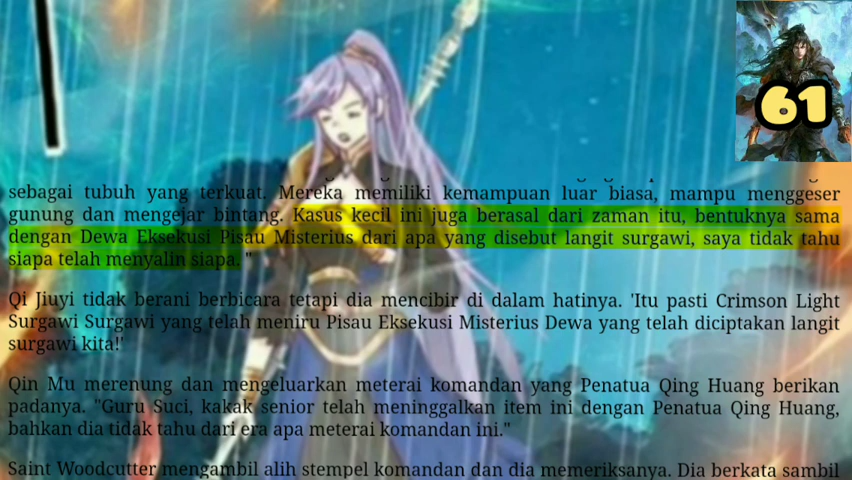 61
sebagai tubuh yang terkuat. Mereka memiliki kemampuan luar biasa, mampu menggeser
gunung dan mengejar bintang. Kasus kecil ini juga berasal dari zaman itu, bentuknya sama
dengan Dewa Eksekusi Pisau Misterius dari apa yang disebut langit surgawi, saya tidak tahu
siapa telah menyalin siapa. "
Qi Jiuyi tidak berani berbicara tetapi dia mencibir di dalam hatinya. 'Itu pasti Crimson Light
Surgawi Surgawi yang telah meniru Pisau Eksekusi Misterius Dewa yang telah diciptakan langit
surgawi kita!'
Qin Mu merenung dan mengeluarkan meterai komandan yang Penatua Qing Huang berikan
padanya. "Guru Suci, kakak senior telah meninggalkan item ini dengan Penatua Qing Huang,
bahkan dia tidak tahu dari era apa meterai komandan ini."
Saint Woodcutter mengambil alih stempel komandan dan dia memeriksanya. Dia berkata sambil